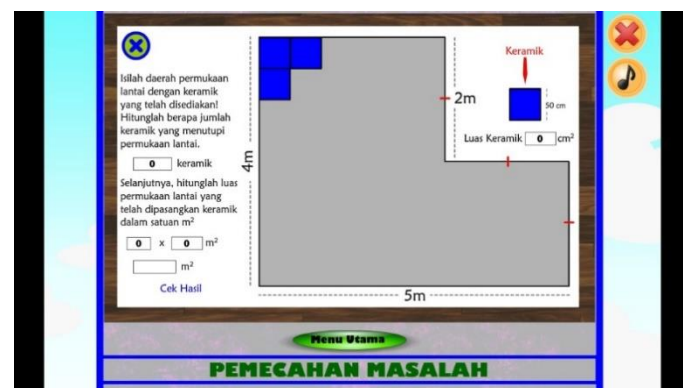 Isilah daerah permukaan
lantai dengan keramik
yang telah disediakan!
Hitunglah berapa jumlah
keramik yang menutupi
permukaan lantai.
0 keramik
Selanjutnya, hitunglah luas
permukaan lantai yang
telah dipasangkan keramik
dalam satuan m²
0 x 0 m²
m²
Cek Hasil
4m
2m
5m
Keramik
50 cm
Luas Keramik 0 cm²
Menu Utama
PEMECAHAN MASALAH